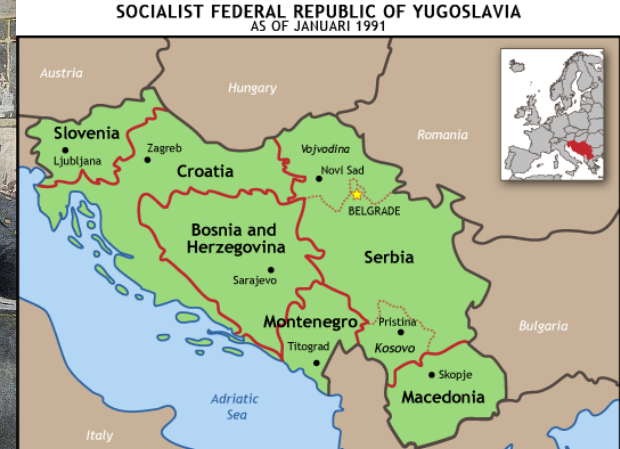 SOCIALIST FEDERAL REPUBLIC OF YUGOSLAVIA
AS OF JANUARI 1991
Austria
Hungary
Romania
Slovenia
Ljubljana
Zagreb
Croatia
Vojvodina
Novi Sad
BELGRADE
Bosnia and
Herzegovina
Sarajevo
Serbia
Montenegro
Titograd
Pristina
Kosovo
Bulgaria
Skopje
Macedonia
Adriatic
Sea
Italy